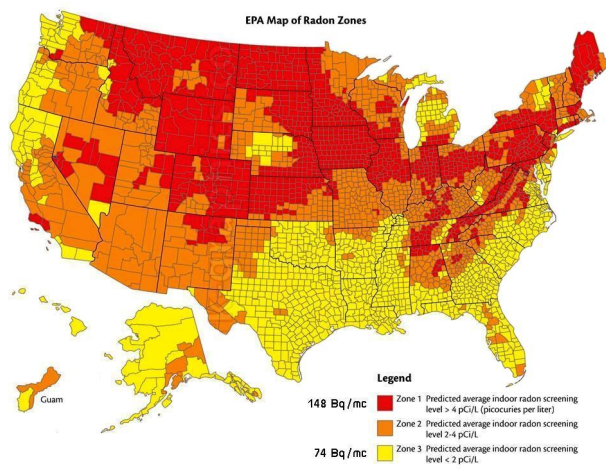 EPA Map of Radon Zones
Guam
Legend
148 Bq/mc
Zone 1 Predicted average indoor radon screening
level > 4 pCi/L (picocuries per liter)
Zone 2 Predicted average indoor radon screening
level 2-4 pCi/L
74 Bq/mc
Zone 3 Predicted average indoor radon screening
level < 2 pCi/L